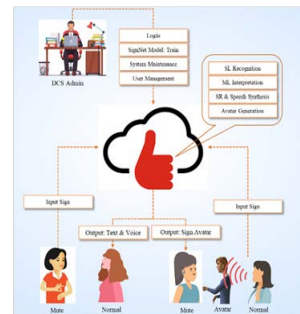 Login
SignNet Model: Train
System Maintenance
User Management
DCS Admin
SL Recognition
ML Interpretation
SR & Speech Synthesis
Avatar Generation
Input Sign
Input Sign
Output: Text & Voice
Output: Sign Avatar
Mute
Normal
Mute
Avatar
Normal